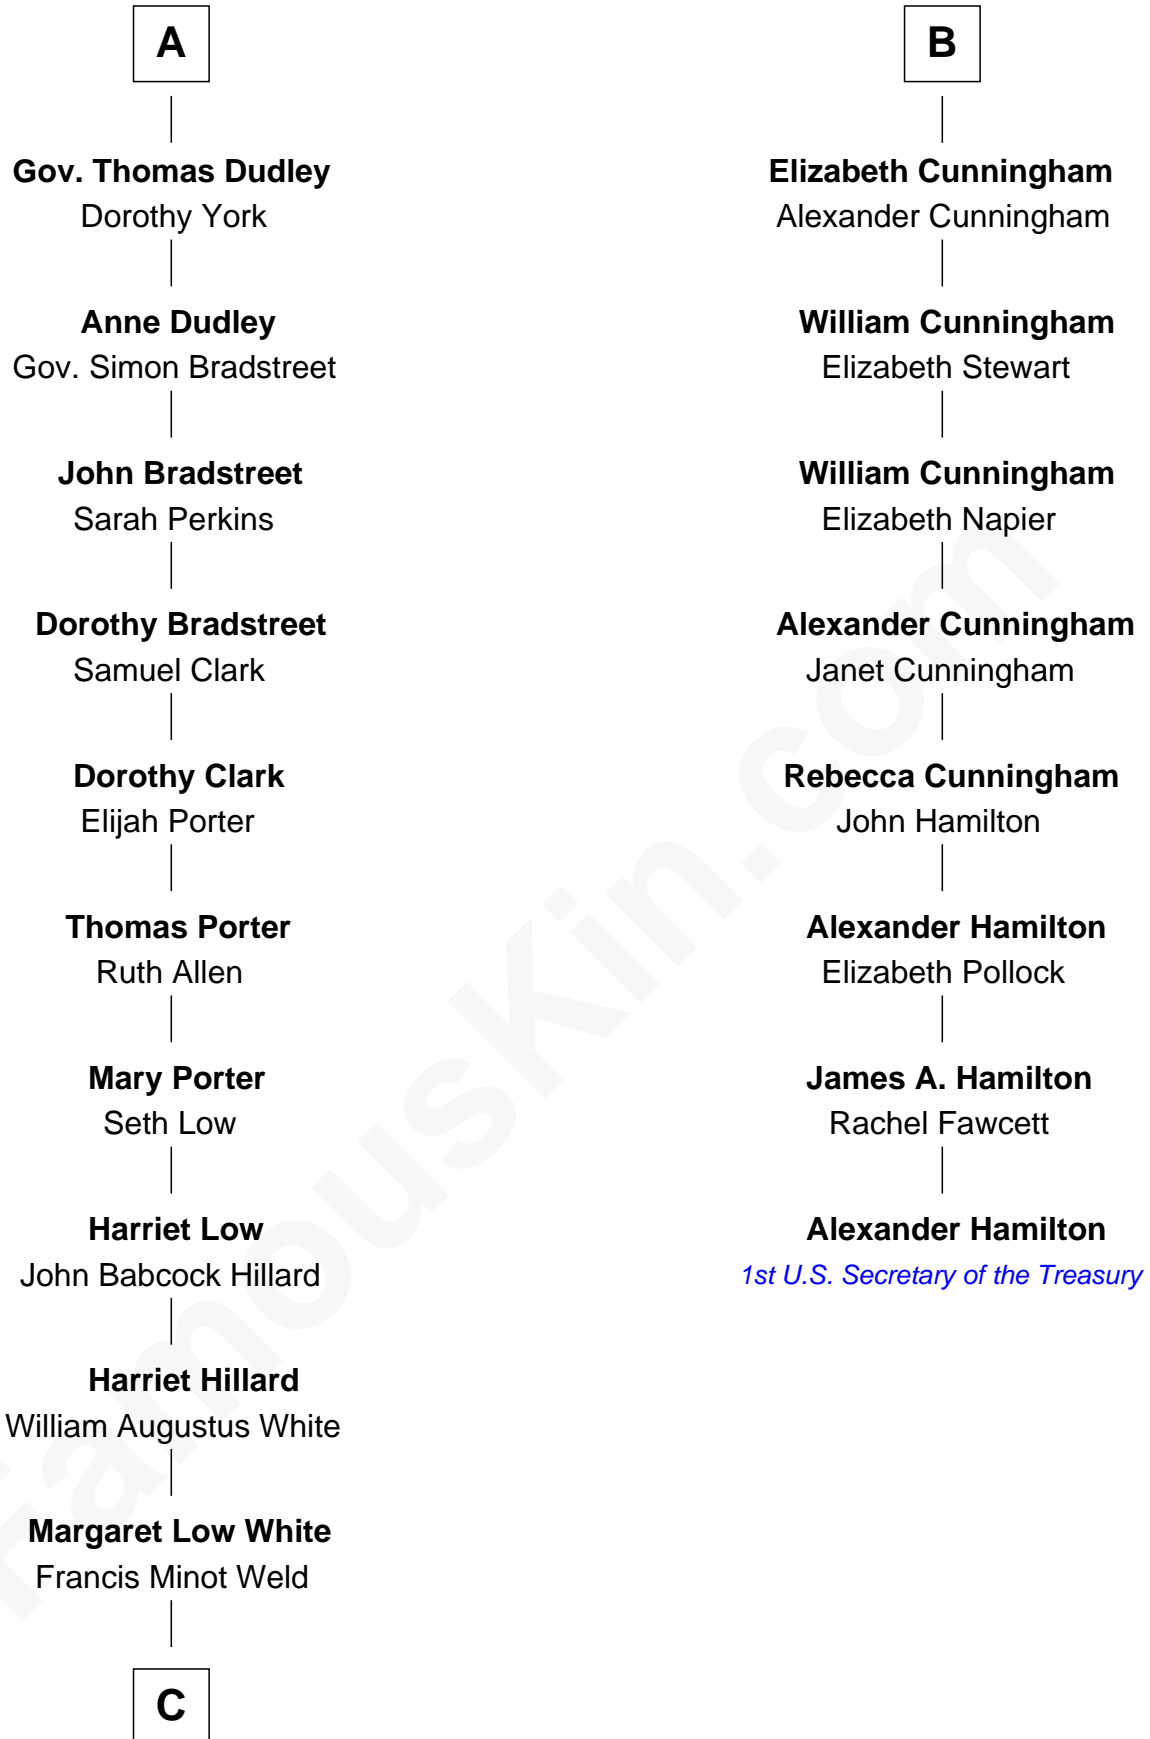 A
Gov. Thomas Dudley
Dorothy York
Anne Dudley
Gov. Simon Bradstreet
John Bradstreet
Sarah Perkins
Dorothy Bradstreet
Samuel Clark
Dorothy Clark
Elijah Porter
Thomas Porter
Ruth Allen
Mary Porter
Seth Low
Harriet Low
John Babcock Hillard
Harriet Hillard
William Augustus White
Margaret Low White
Francis Minot Weld
C
B
Elizabeth Cunningham
Alexander Cunningham
William Cunningham
Elizabeth Stewart
William Cunningham
Elizabeth Napier
Alexander Cunningham
Janet Cunningham
Rebecca Cunningham
John Hamilton
Alexander Hamilton
Elizabeth Pollock
James A. Hamilton
Rachel Fawcett
Alexander Hamilton
1st U.S. Secretary of the Treasury
FamousKin.com